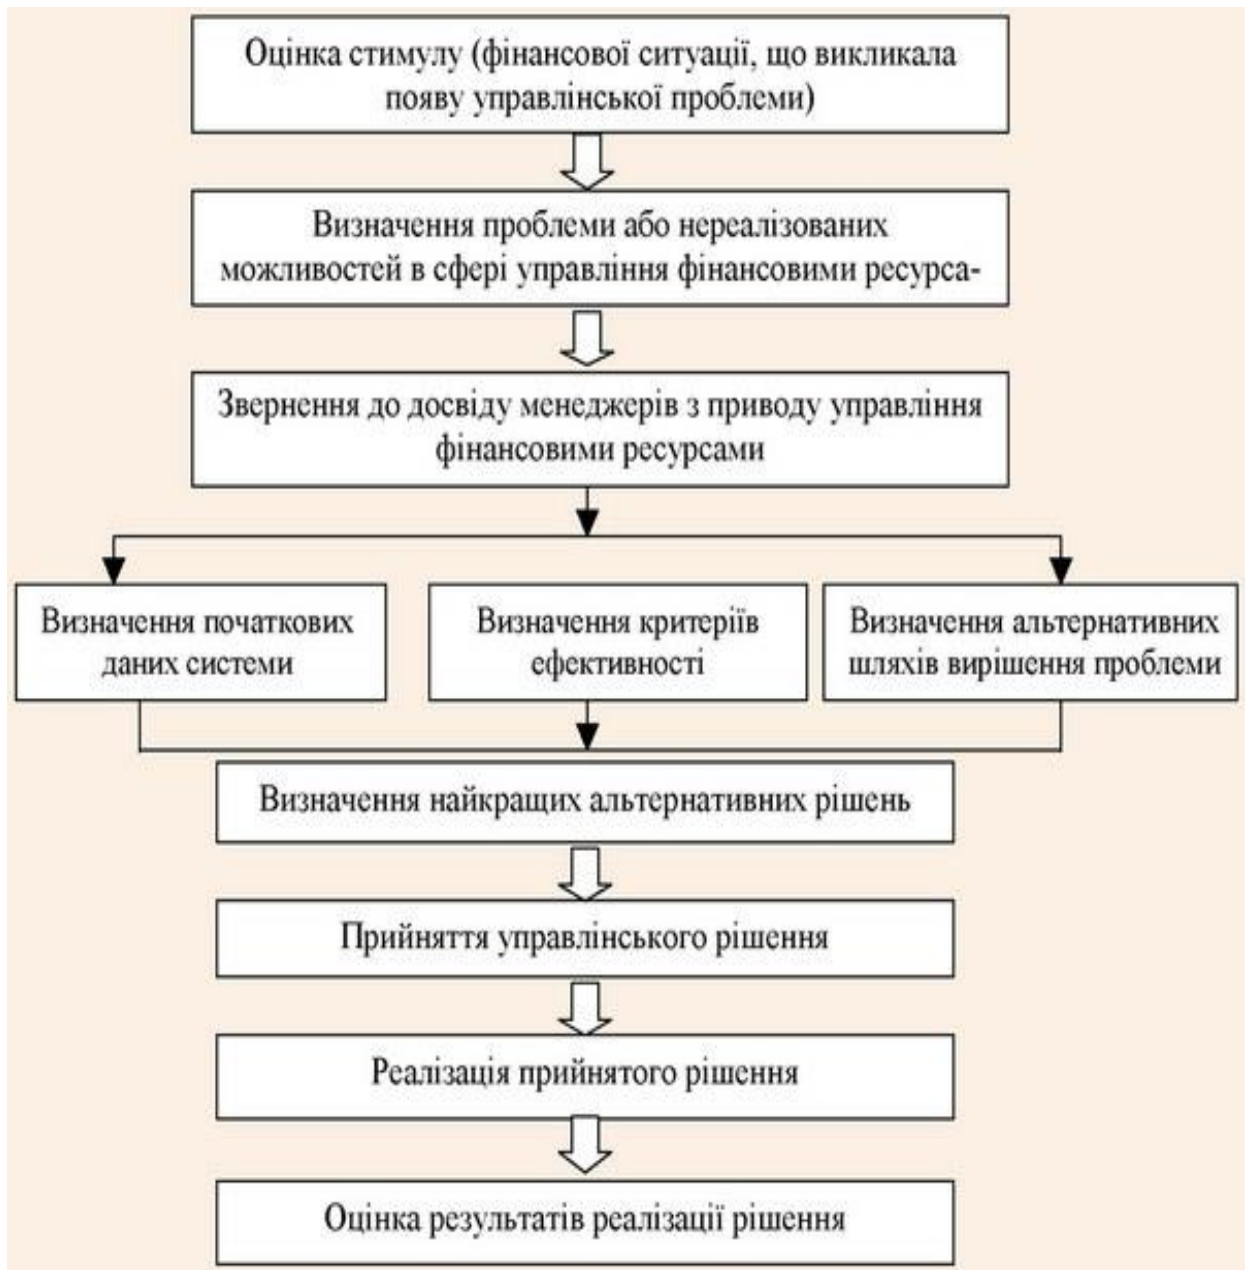 Оцінка стимулу (фінансової ситуації, що викликала
появу управлінської проблеми)
Визначення проблеми або нереалізованих
можливостей в сфері управління фінансовими ресурса-
Звернення до досвіду менеджерів з приводу управління
фінансовими ресурсами
Визначення початкових
даних системи
Визначення критеріїв
ефективності
Визначення альтернативних
шляхів вирішення проблеми
Визначення найкращих альтернативних рішень
Прийняття управлінського рішення
Реалізація прийнятого рішення
Оцінка результатів реалізації рішення